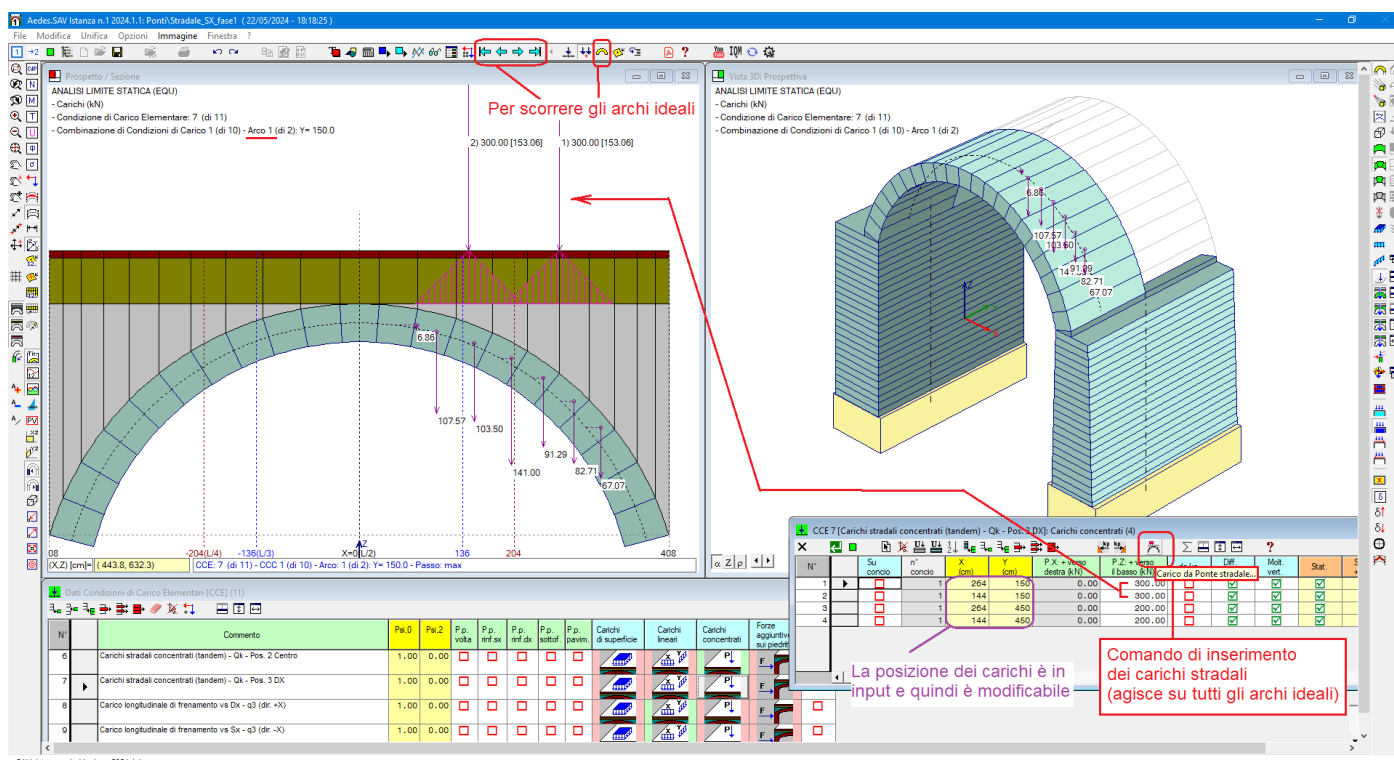 Aedes.SAV Istanza n.1 2024.1.1: Ponti\Stradale_SX_fase1 ( 22/05/2024 - 18:18:25 )
File Modifica Unifica Opzioni Immagine Finestra ?
Prospetto / Sezione
ANALISI LIMITE STATICA (EQU)
- Carichi (kN)
- Condizione di Carico Elementare: 7 (di 11)
- Combinazione di Condizioni di Carico 1 (di 10) - Arco 1 (di 2): Y= 150.0
Per scorrere gli archi ideali
2) 300.00 [153.06]
1) 300.00 [153.06]
6.86
107.57
103.50
141.00
91.29
82.71
67.07
08
-204(L/4)
-136(L/3)
X=0(L/2)
Z
136
204
408
(X,Z) [cm]= ( 443.8, 632.3)
CCE: 7 (di 11) - CCC 1 (di 10) - Arco: 1 (di 2): Y= 150.0 - Passo: max
Vista 3D: Prospettiva
ANALISI LIMITE STATICA (EQU)
- Carichi (kN)
- Condizione di Carico Elementare: 7 (di 11)
- Combinazione di Condizioni di Carico 1 (di 10) - Arco 1 (di 2)
6.86
107.57
103.50
91.29
82.71
67.07
α Z ρ
CCE 7 [Carichi stradali concentrati (tandem) - Qk - Pos. 3 DX]: Carichi concentrati (4)
N° Su concio n° concio X (cm) Y (cm) P.X: + verso destra (kN) P.Z: + verso il basso (kN) Diff. Molt. vert. Stat.
Carico da Ponte stradale...
1 1 264 150 0.00 300.00
2 1 144 150 0.00 300.00
3 1 264 450 0.00 200.00
4 1 144 450 0.00 200.00
La posizione dei carichi è in
input e quindi è modificabile
Comando di inserimento
dei carichi stradali
(agisce su tutti gli archi ideali)
Dati Condizioni di Carico Elementari [CCE] (11)
N° Commento Psi,0 Psi,2 P.p. volta P.p. rinf.sx P.p. rinf.dx P.p. sottof. P.p. pavim. Carichi di superficie Carichi lineari Carichi concentrati Forze aggiuntive sui piedritti
6 Carichi stradali concentrati (tandem) - Qk - Pos. 2 Centro 1.00 0.00
7 Carichi stradali concentrati (tandem) - Qk - Pos. 3 DX 1.00 0.00
8 Carico longitudinale di frenamento vs Dx - q3 (dir. +X) 1.00 0.00
9 Carico longitudinale di frenamento vs Sx - q3 (dir. -X) 1.00 0.00